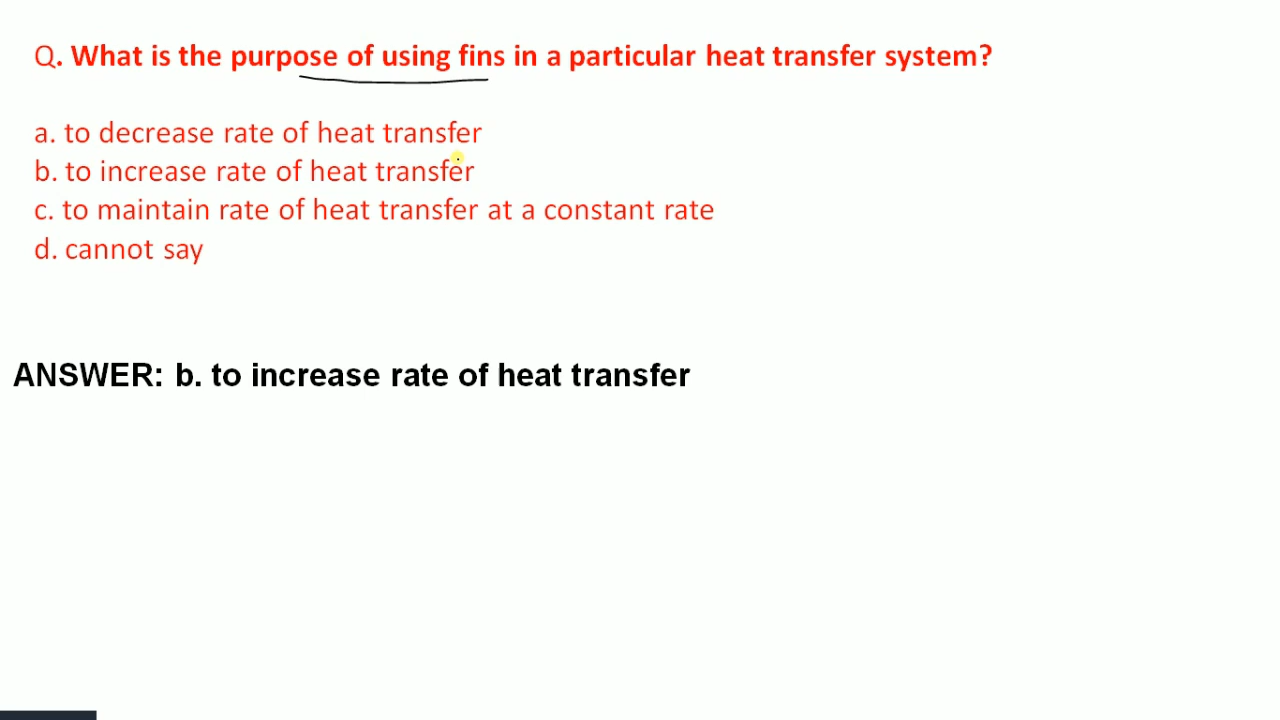 Q. What is the purpose of using fins in a particular heat transfer system?
a. to decrease rate of heat transfer
b. to increase rate of heat transfer
c. to maintain rate of heat transfer at a constant rate
d. cannot say
ANSWER: b. to increase rate of heat transfer